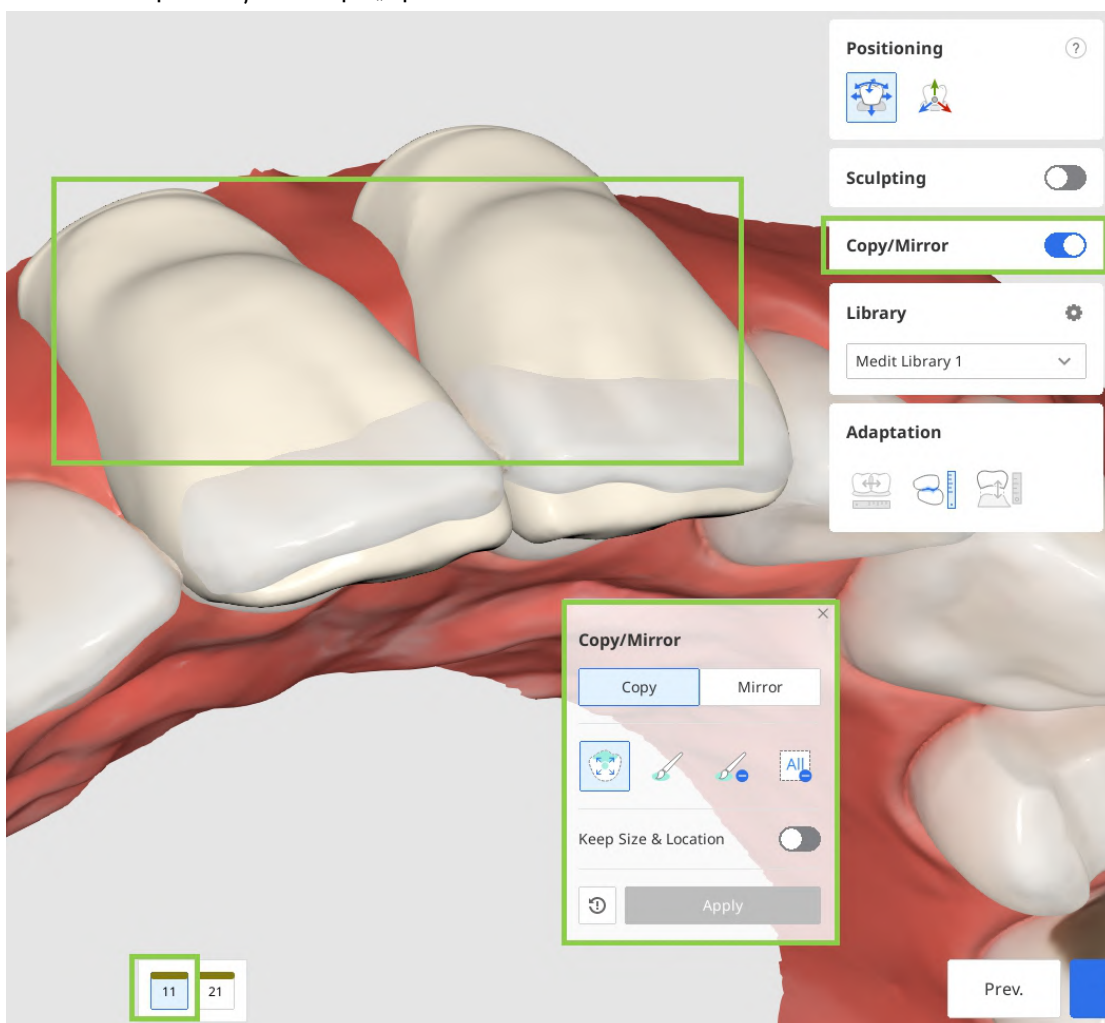 Positioning
?
Sculpting
Copy/Mirror
Library
Medit Library 1
Adaptation
Copy/Mirror
Copy Mirror
All
Keep Size & Location
Apply
11 21
Prev.